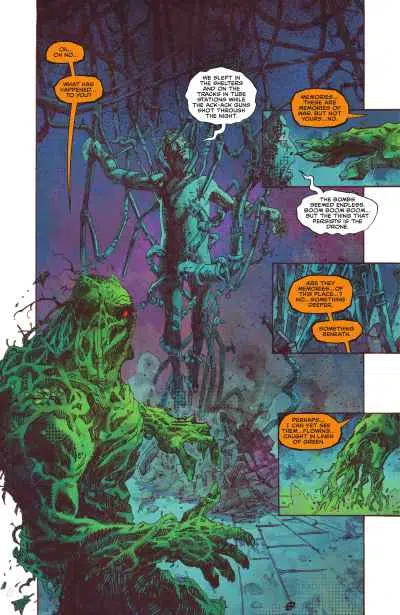 OH...
OH NO...
WHAT HAS
HAPPENED...
TO YOU?
WE SLEPT IN
THE SHELTERS
AND ON THE
TRACKS IN TUBE
STATIONS WHILE
THE ACK-ACK GUNS
SHOT THROUGH
THE NIGHT.
MEMORIES...
THESE ARE
MEMORIES OF
WAR. BUT NOT
YOURS...NO.
THE BOMBS
SEEMED ENDLESS.
BOOM BOOM BOOM...
BUT THE THING THAT
PERSISTS IS THE
DRONE.
ARE THEY
MEMORIES...OF
THIS PLACE...?
NO...SOMETHING
DEEPER.
SOMETHING
BENEATH.
PERHAPS...
I CAN YET SEE
THEM...FLOWING...
CAUGHT IN LINES
OF GREEN.